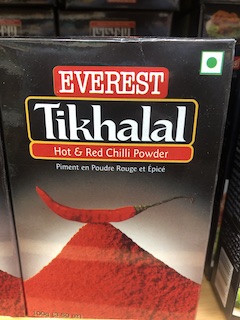 EVEREST
Tikhalal
Hot & Red Chilli Powder
Piment en Poudre Rouge et Épicé